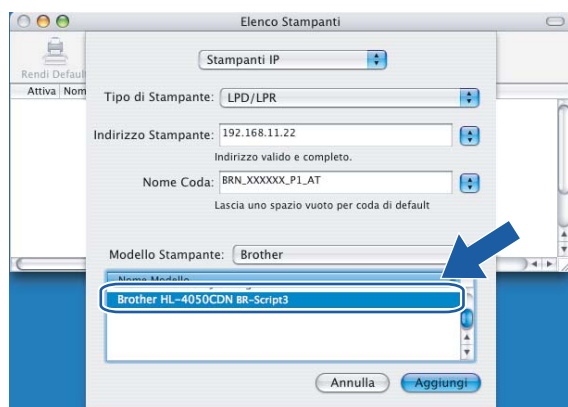 Elenco Stampanti
Stampanti IP
Rendi Default
Attiva Nom
Tipo di Stampante: LPD/LPR
Indirizzo Stampante: 192.168.11.22
Indirizzo valido e completo.
Nome Coda: BRN_XXXXXX_P1_AT
Lascia uno spazio vuoto per coda di default
Modello Stampante: Brother
Nome Modello
Brother HL-4050CDN BR-Script3
Annulla Aggiungi